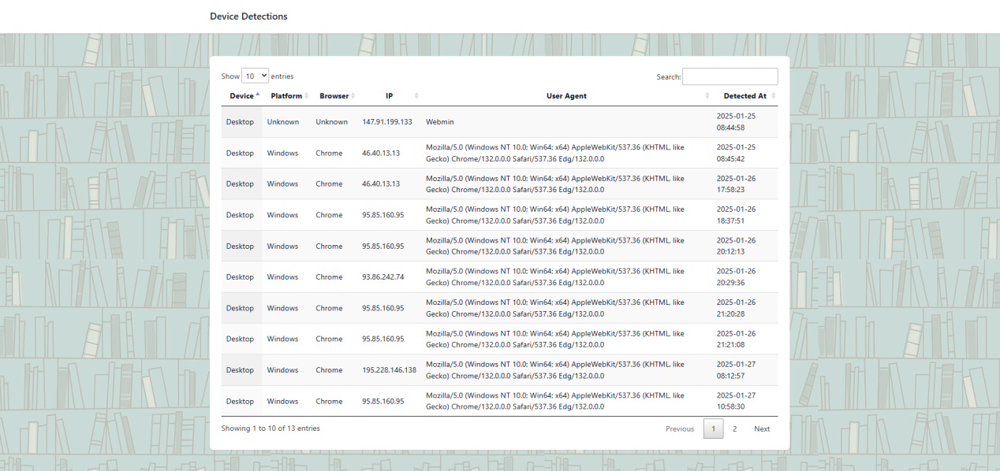 Device Detections
Show 10 entries
Search:
Device Platform Browser IP User Agent Detected At
Desktop Unknown Unknown 147.91.199.133 Webmin 2025-01-25
08:44:58
Desktop Windows Chrome 46.40.13.13 Mozilla/5.0 (Windows NT 10.0; Win64; x64) AppleWebKit/537.36 (KHTML, like 2025-01-25
Gecko) Chrome/132.0.0.0 Safari/537.36 Edg/132.0.0.0 08:45:42
Desktop Windows Chrome 46.40.13.13 Mozilla/5.0 (Windows NT 10.0; Win64; x64) AppleWebKit/537.36 (KHTML, like 2025-01-26
Gecko) Chrome/132.0.0.0 Safari/537.36 Edg/132.0.0.0 17:58:23
Desktop Windows Chrome 95.85.160.95 Mozilla/5.0 (Windows NT 10.0; Win64; x64) AppleWebKit/537.36 (KHTML, like 2025-01-26
Gecko) Chrome/132.0.0.0 Safari/537.36 Edg/132.0.0.0 18:37:51
Desktop Windows Chrome 95.85.160.95 Mozilla/5.0 (Windows NT 10.0; Win64; x64) AppleWebKit/537.36 (KHTML, like 2025-01-26
Gecko) Chrome/132.0.0.0 Safari/537.36 Edg/132.0.0.0 20:12:13
Desktop Windows Chrome 93.86.242.74 Mozilla/5.0 (Windows NT 10.0; Win64; x64) AppleWebKit/537.36 (KHTML, like 2025-01-26
Gecko) Chrome/132.0.0.0 Safari/537.36 Edg/132.0.0.0 20:29:36
Desktop Windows Chrome 95.85.160.95 Mozilla/5.0 (Windows NT 10.0; Win64; x64) AppleWebKit/537.36 (KHTML, like 2025-01-26
Gecko) Chrome/132.0.0.0 Safari/537.36 Edg/132.0.0.0 21:20:28
Desktop Windows Chrome 95.85.160.95 Mozilla/5.0 (Windows NT 10.0; Win64; x64) AppleWebKit/537.36 (KHTML, like 2025-01-26
Gecko) Chrome/132.0.0.0 Safari/537.36 Edg/132.0.0.0 21:21:08
Desktop Windows Chrome 195.228.146.138 Mozilla/5.0 (Windows NT 10.0; Win64; x64) AppleWebKit/537.36 (KHTML, like 2025-01-27
Gecko) Chrome/132.0.0.0 Safari/537.36 Edg/132.0.0.0 08:12:57
Desktop Windows Chrome 95.85.160.95 Mozilla/5.0 (Windows NT 10.0; Win64; x64) AppleWebKit/537.36 (KHTML, like 2025-01-27
Gecko) Chrome/132.0.0.0 Safari/537.36 Edg/132.0.0.0 10:58:30
Showing 1 to 10 of 13 entries
Previous 1 2 Next